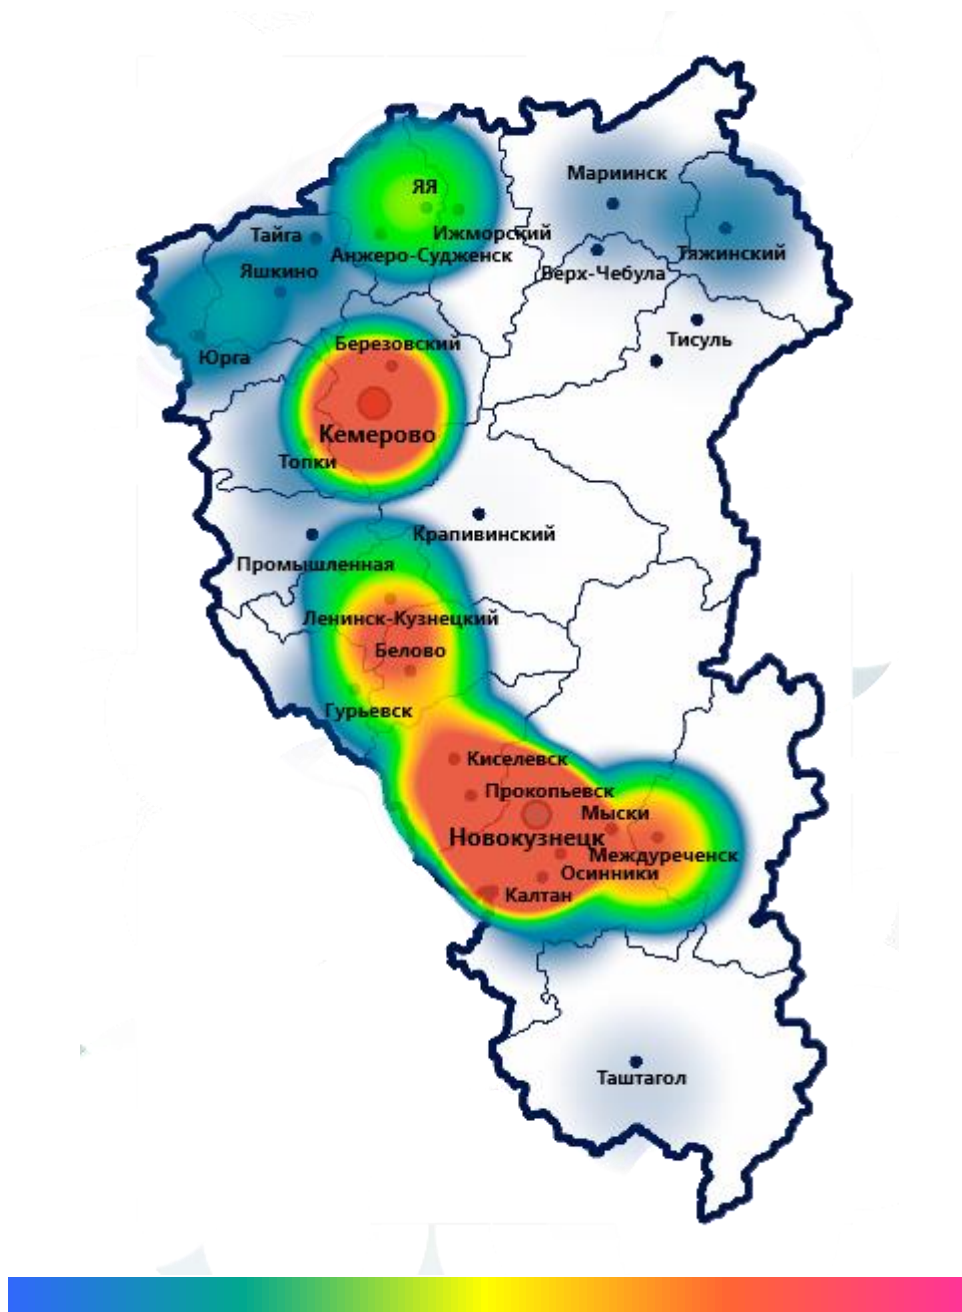 Мариинск
ЯЯ
Тайга
Ижморский
Анжеро-Судженск
Тяжинский
Яшкино
Верх-Чебула
Тисуль
Березовский
Юрга
Кемерово
Топки
Крапивинский
Промышленная
Ленинск-Кузнецкий
Белово
Гурьевск
Киселевск
Прокопьевск
Мыски
Новокузнецк
Междуреченск
Осинники
Калтан
Таштагол